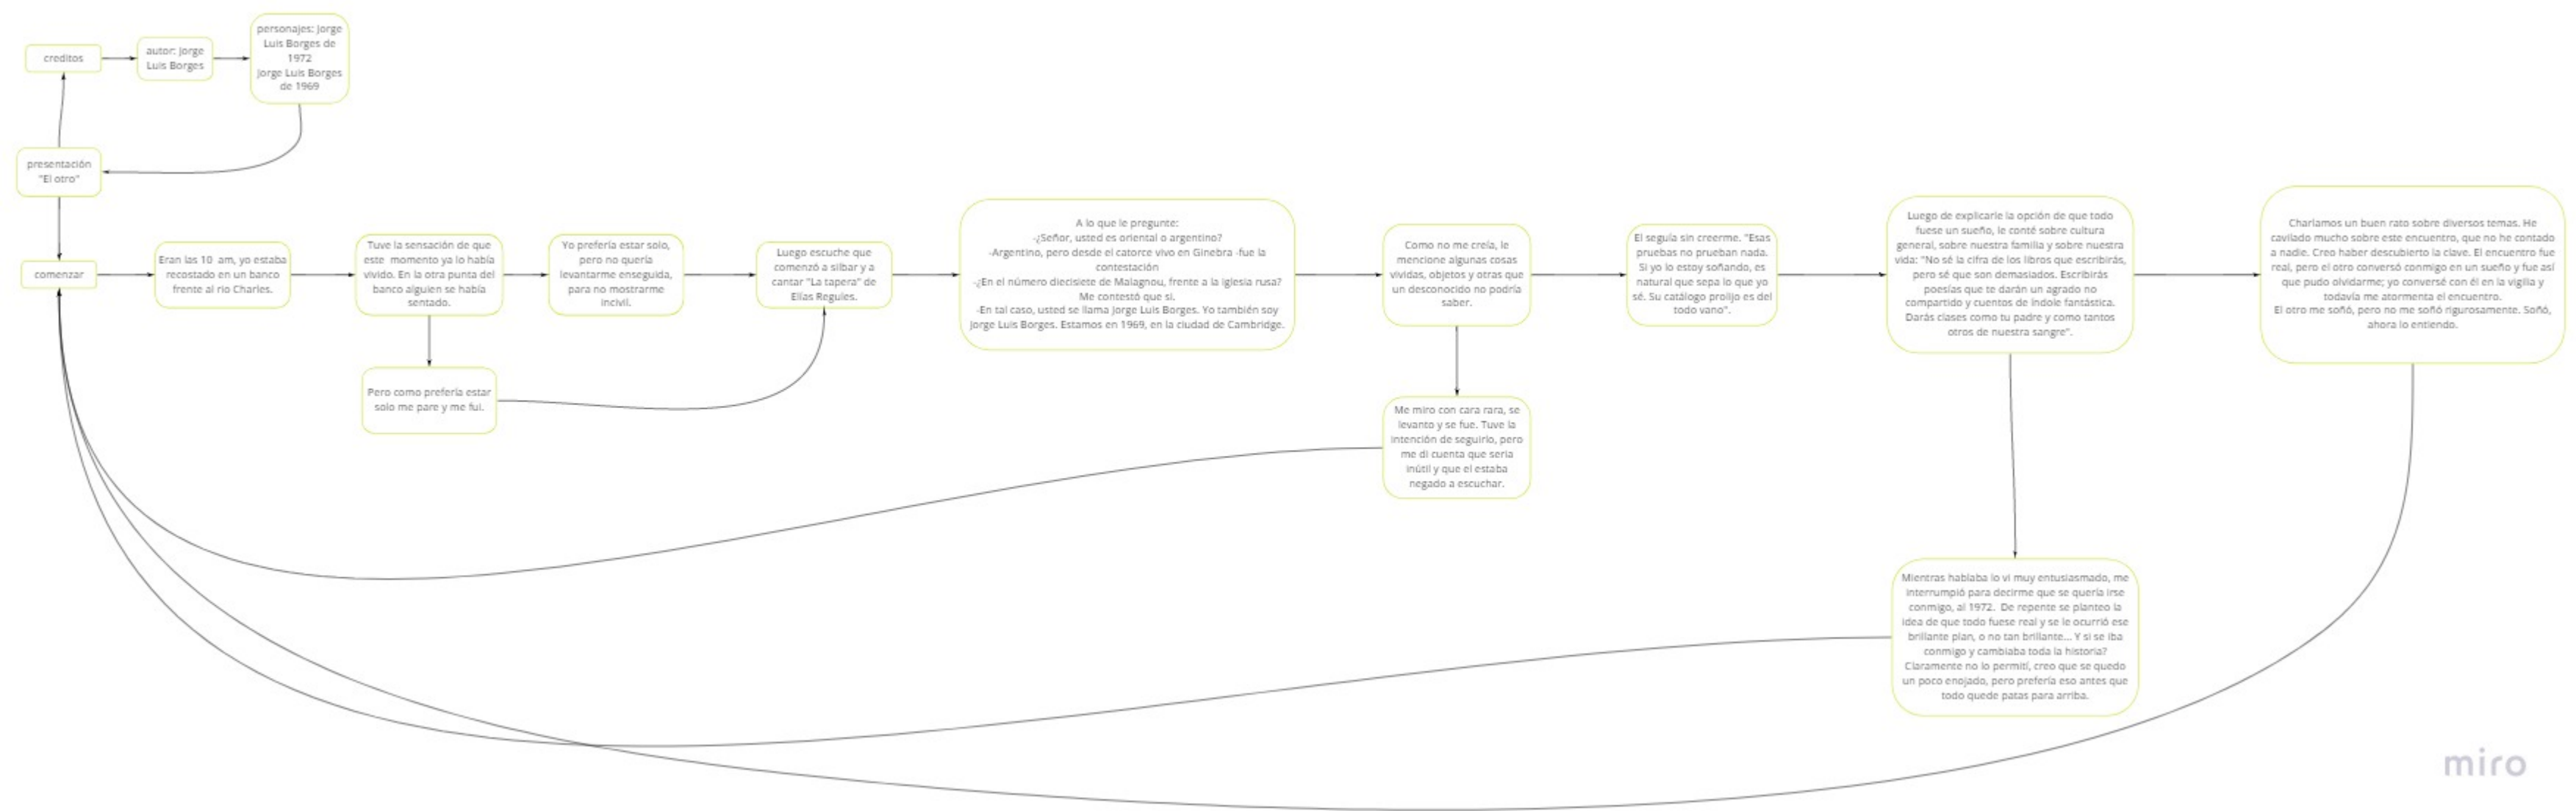 creditos
autor: Jorge
Luis Borges
personajes: Jorge
Luis Borges de
1972
Jorge Luis Borges
de 1969
presentación
"El otro"
comenzar
Eran las 10 am, yo estaba
recostado en un banco
frente al rio Charles.
Tuve la sensación de que
este momento ya lo había
vivido. En la otra punta del
banco alguien se había
sentado.
Yo prefería estar solo,
pero no quería
levantarme enseguida,
para no mostrarme
incivil.
Luego escuche que
comenzó a silbar y a
cantar "La tapera" de
Elías Regules.
A lo que le pregunte:
-¿Señor, usted es oriental o argentino?
-Argentino, pero desde el catorce vivo en Ginebra -fue la
contestación
-¿En el número diecisiete de Malagnou, frente a la iglesia rusa?
Me contestó que si.
-En tal caso, usted se llama Jorge Luis Borges. Yo también soy
Jorge Luis Borges. Estamos en 1969, en la ciudad de Cambridge.
Como no me creía, le
mencione algunas cosas
vividas, objetos y otras que
un desconocido no podría
saber.
El seguía sin creerme. "Esas
pruebas no prueban nada.
Si yo lo estoy soñando, es
natural que sepa lo que yo
sé. Su catálogo prolijo es del
todo vano".
Luego de explicarle la opción de que todo
fuese un sueño, le conté sobre cultura
general, sobre nuestra familia y sobre nuestra
vida: "No sé la cifra de los libros que escribirás,
pero sé que son demasiados. Escribirás
poesías que te darán un agrado no
compartido y cuentos de índole fantástica.
Darás clases como tu padre y como tantos
otros de nuestra sangre".
Charlamos un buen rato sobre diversos temas. He
cavilado mucho sobre este encuentro, que no he contado
a nadie. Creo haber descubierto la clave. El encuentro fue
real, pero el otro conversó conmigo en un sueño y fue así
que pudo olvidarme; yo conversé con él en la vigilia y
todavía me atormenta el encuentro.
El otro me soñó, pero no me soñó rigurosamente. Soñó,
ahora lo entiendo.
Pero como prefería estar
solo me pare y me fui.
Me miro con cara rara, se
levanto y se fue. Tuve la
intención de seguirlo, pero
me di cuenta que seria
inútil y que el estaba
negado a escuchar.
Mientras hablaba lo vi muy entusiasmado, me
interrumpió para decirme que se quería irse
conmigo, al 1972. De repente se planteo la
idea de que todo fuese real y se le ocurrió ese
brillante plan, o no tan brillante... Y si se iba
conmigo y cambiaba toda la historia?
Claramente no lo permití, creo que se quedo
un poco enojado, pero prefería eso antes que
todo quede patas para arriba.
miro